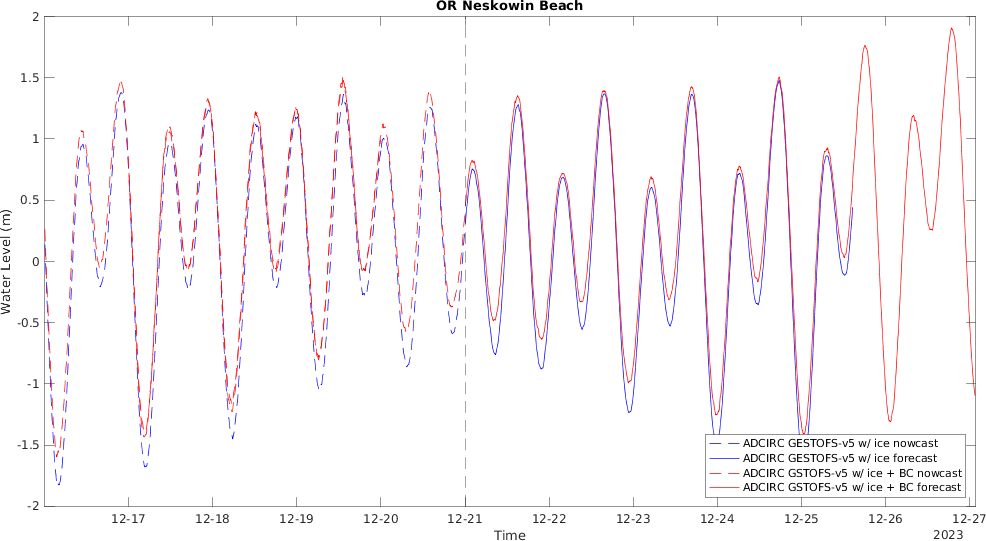 OR Neskowin Beach
2
1.5
1
0.5
0
-0.5
-1
-1.5
-2
Water Level (m)
ADCIRC GESTOFS-v5 w/ ice nowcast
ADCIRC GESTOFS-v5 w/ ice forecast
ADCIRC GSTOFS-v5 w/ ice + BC nowcast
ADCIRC GSTOFS-v5 w/ ice + BC forecast
12-17 12-18 12-19 12-20 12-21 12-22 12-23 12-24 12-25 12-26 12-27
Time
2023